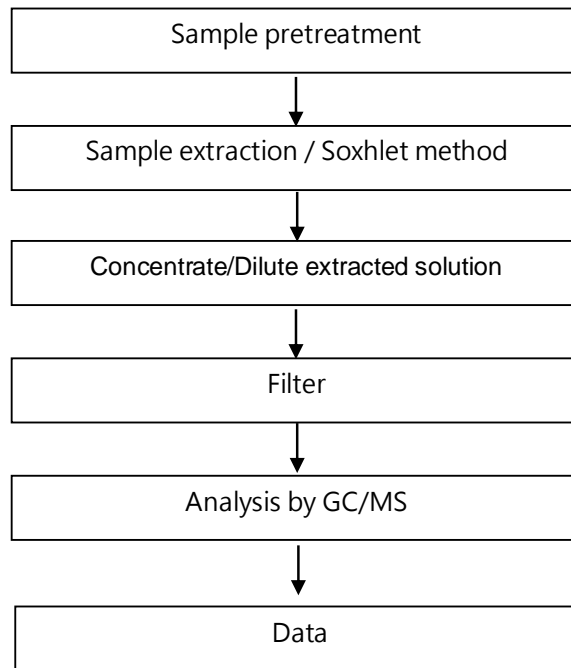 Sample pretreatment
Sample extraction / Soxhlet method
Concentrate/Dilute extracted solution
Filter
Analysis by GC/MS
Data